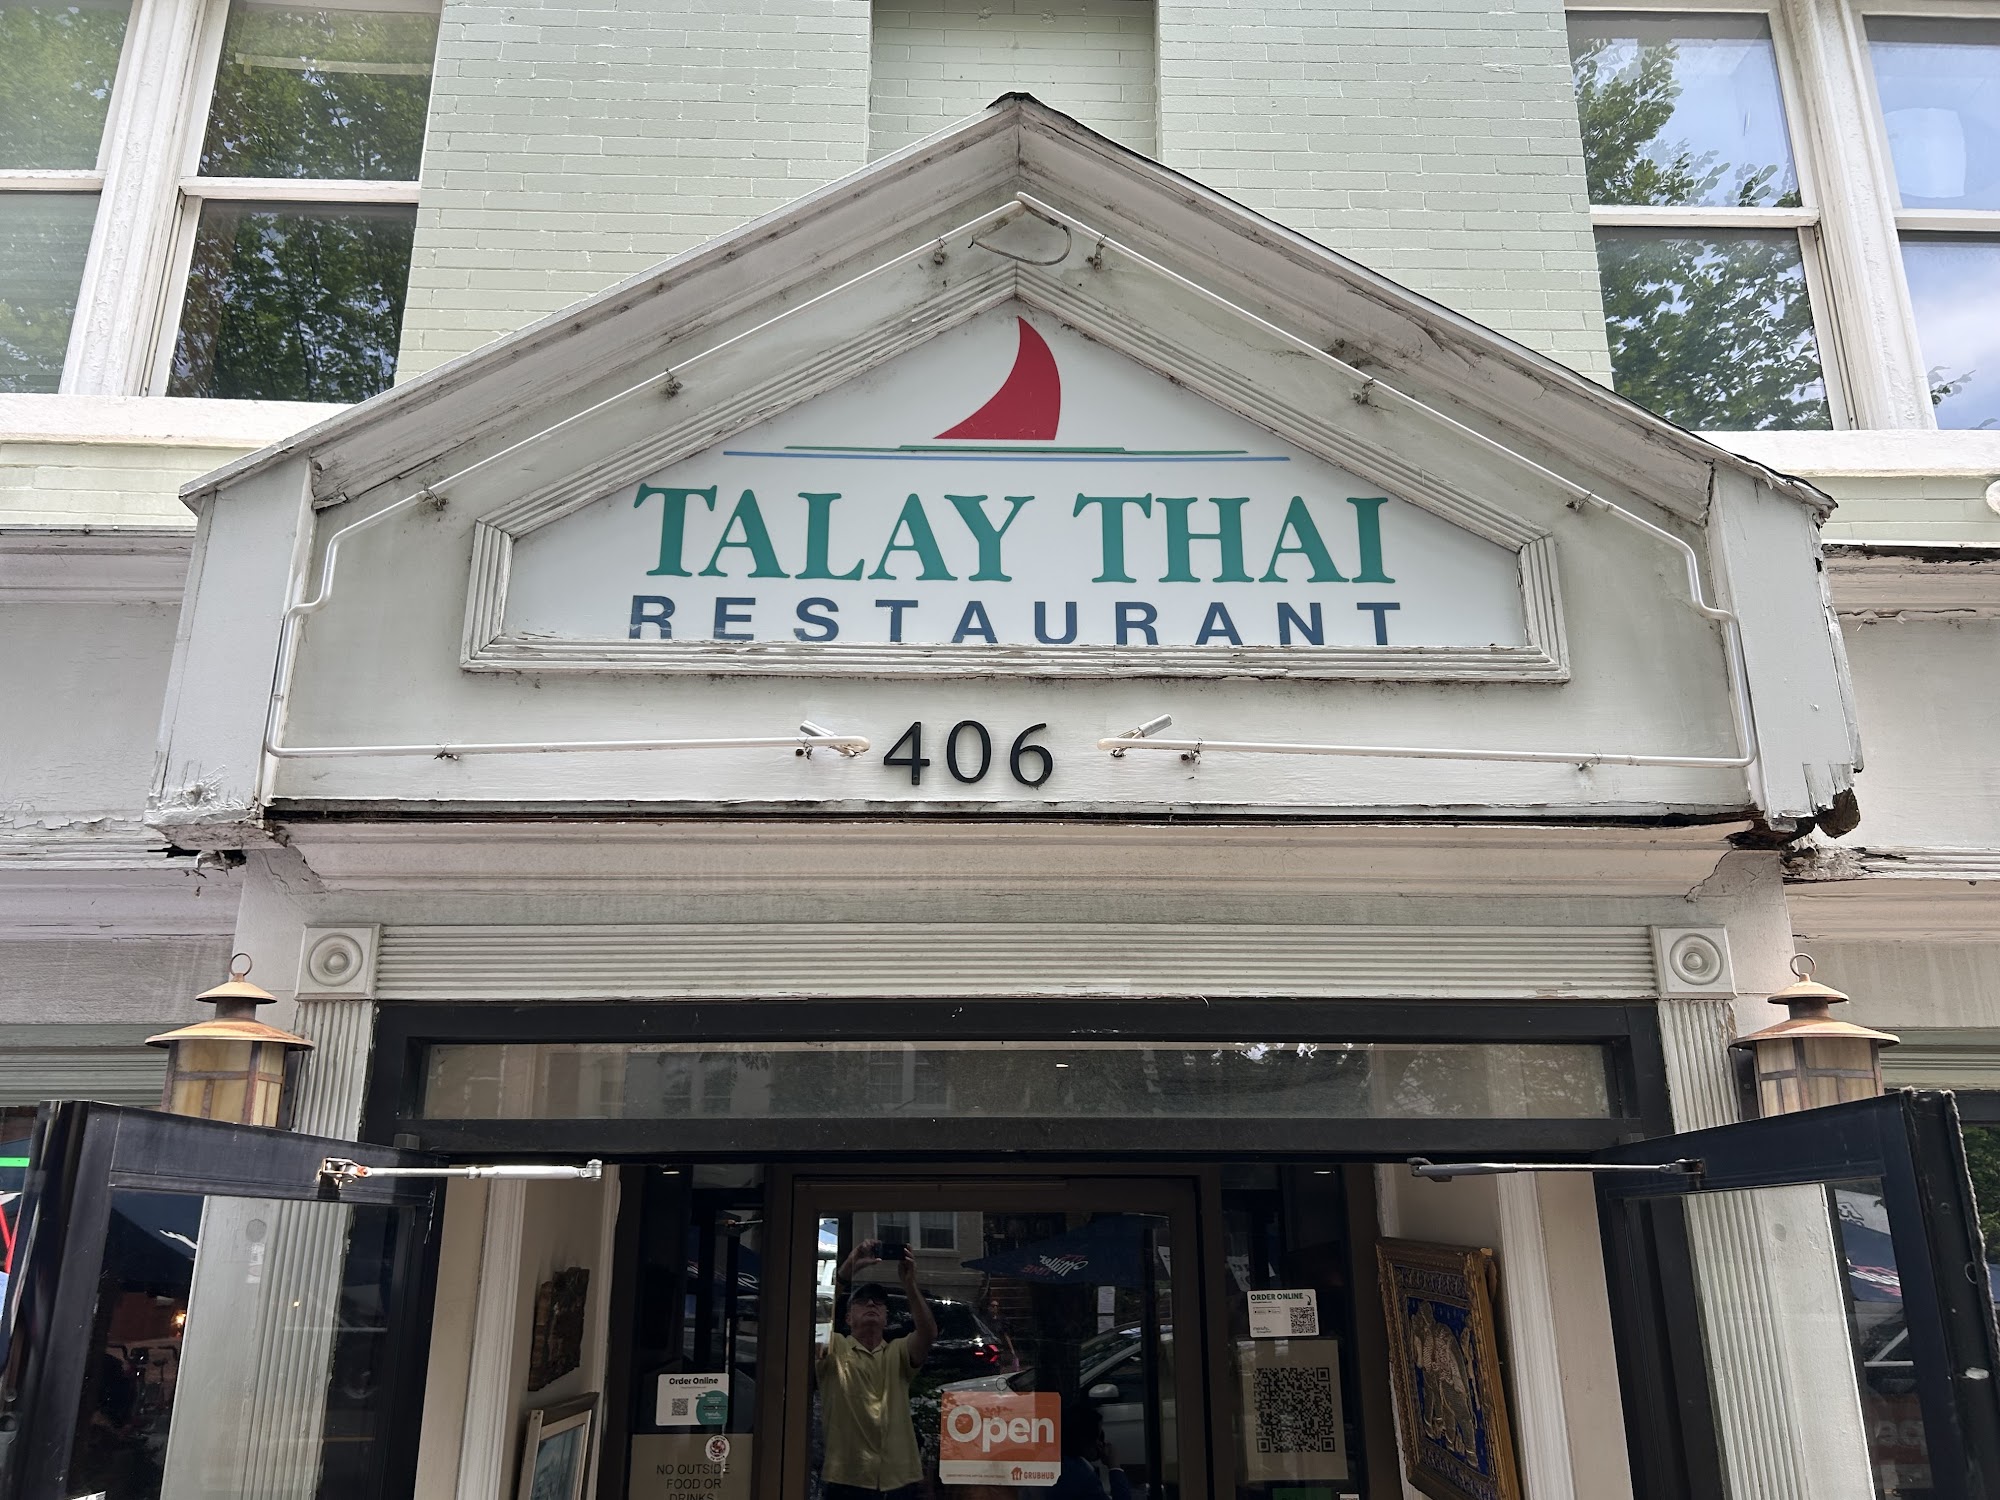 TALAY THAI
RESTAURANT
406
ORDER ONLINE
Order Online
Open
GRUBHUB
NO OUTSIDE
FOOD OR
DRINKS